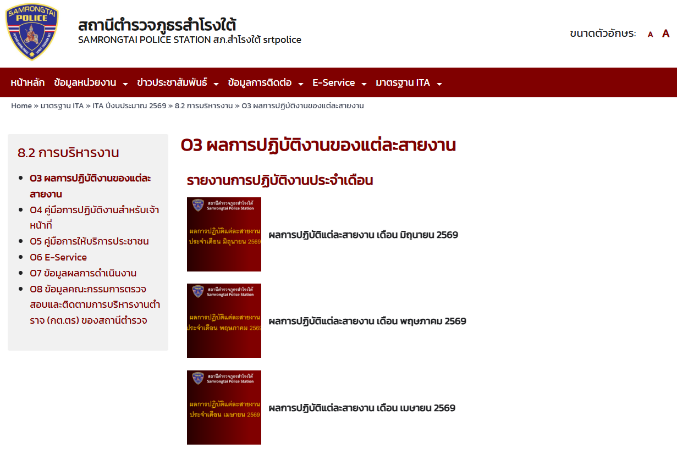 SAMRONGTAI
POLICE
สถานีตำรวจภูธรสำโรงใต้
SAMRONGTAI POLICE STATION สภ.สำโรงใต้ srtpolice
ขนาดตัวอักษร: A A
หน้าหลัก ข้อมูลหน่วยงาน ข่าวประชาสัมพันธ์ ข้อมูลการติดต่อ E-Service มาตรฐาน ITA
Home » มาตรฐาน ITA » ITA ปีงบประมาณ 2569 » 8.2 การบริหารงาน » O3 ผลการปฏิบัติงานของแต่ละสายงาน
8.2 การบริหารงาน
O3 ผลการปฏิบัติงานของแต่ละ
สายงาน
O4 คู่มือการปฏิบัติงานสำหรับเจ้า
หน้าที่
O5 คู่มือการให้บริการประชาชน
O6 E-Service
O7 ข้อมูลผลการดำเนินงาน
O8 ข้อมูลคณะกรรมการตรวจ
สอบและติดตามการบริหารงานตำ
รวจ (กต.ตร) ของสถานีตำรวจ
O3 ผลการปฏิบัติงานของแต่ละสายงาน
รายงานการปฏิบัติงานประจำเดือน
สถานีตำรวจภูธรสำโรงใต้
Samrongtai Police Station
ผลการปฏิบัติแต่ละสายงาน
ประจำเดือน มิถุนายน 2569
ผลการปฏิบัติแต่ละสายงาน เดือน มิถุนายน 2569
สถานีตำรวจภูธรสำโรงใต้
Samrongtai Police Station
ผลการปฏิบัติแต่ละสายงาน
ประจำเดือน พฤษภาคม 256
ผลการปฏิบัติแต่ละสายงาน เดือน พฤษภาคม 2569
สถานีตำรวจภูธรสำโรงใต้
Samrongtai Police Station
ผลการปฏิบัติแต่ละสายงาน
ประจำเดือน เมษายน 2569
ผลการปฏิบัติแต่ละสายงาน เดือน เมษายน 2569